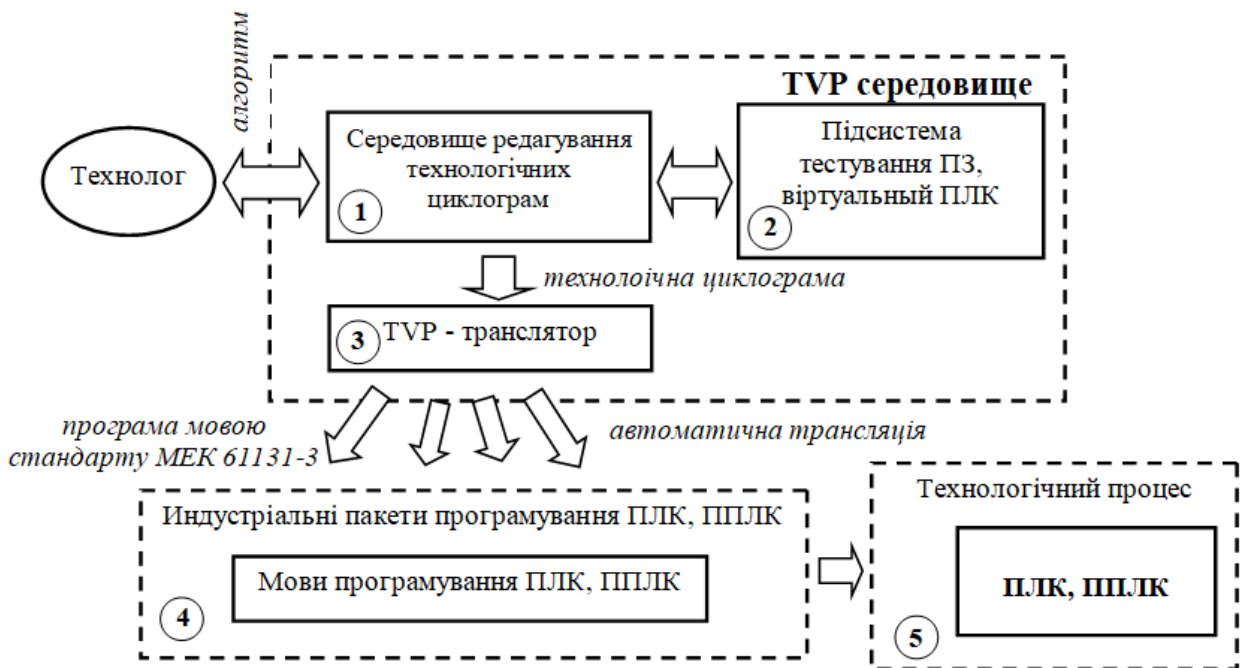 алгоритм
TVP середовище
Технолог
Середовище редагування
технологічних
циклограм
1
Підсистема
тестування ПЗ,
віртуальный ПЛК
2
технолоічна циклограма
3
TVP - транслятор
програма мовою
стандарту МЕК 61131-3
автоматична трансляція
Индустріальні пакети програмування ПЛК, ППЛК
Мови програмування ПЛК, ППЛК
4
Технологічний процес
ПЛК, ППЛК
5